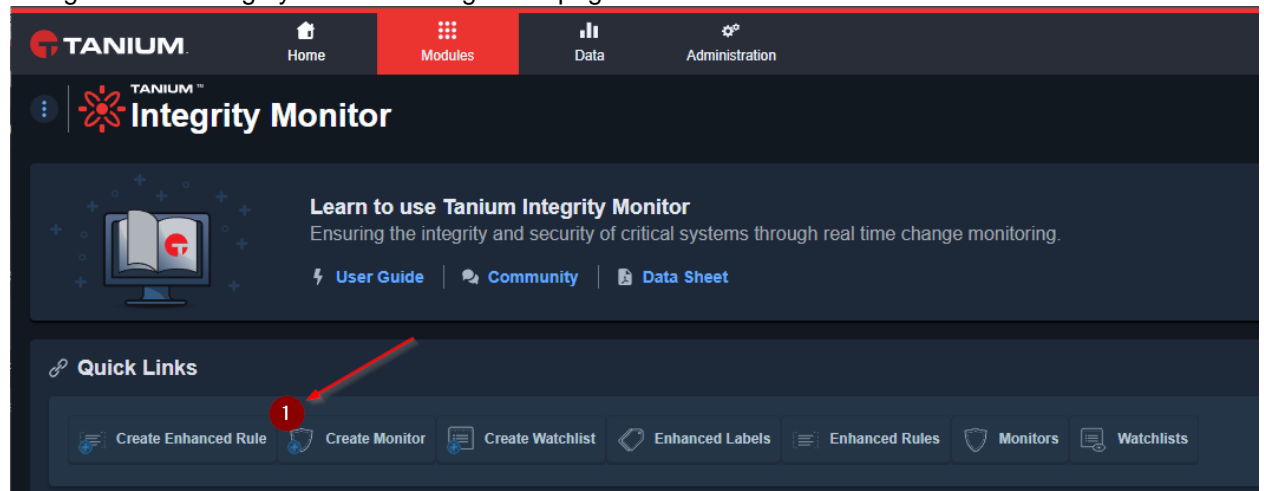 TANIUM.
Home
Modules
Data
Administration
TANIUM™
Integrity Monitor
Learn to use Tanium Integrity Monitor
Ensuring the integrity and security of critical systems through real time change monitoring.
User Guide
Community
Data Sheet
Quick Links
1
Create Enhanced Rule
Create Monitor
Create Watchlist
Enhanced Labels
Enhanced Rules
Monitors
Watchlists